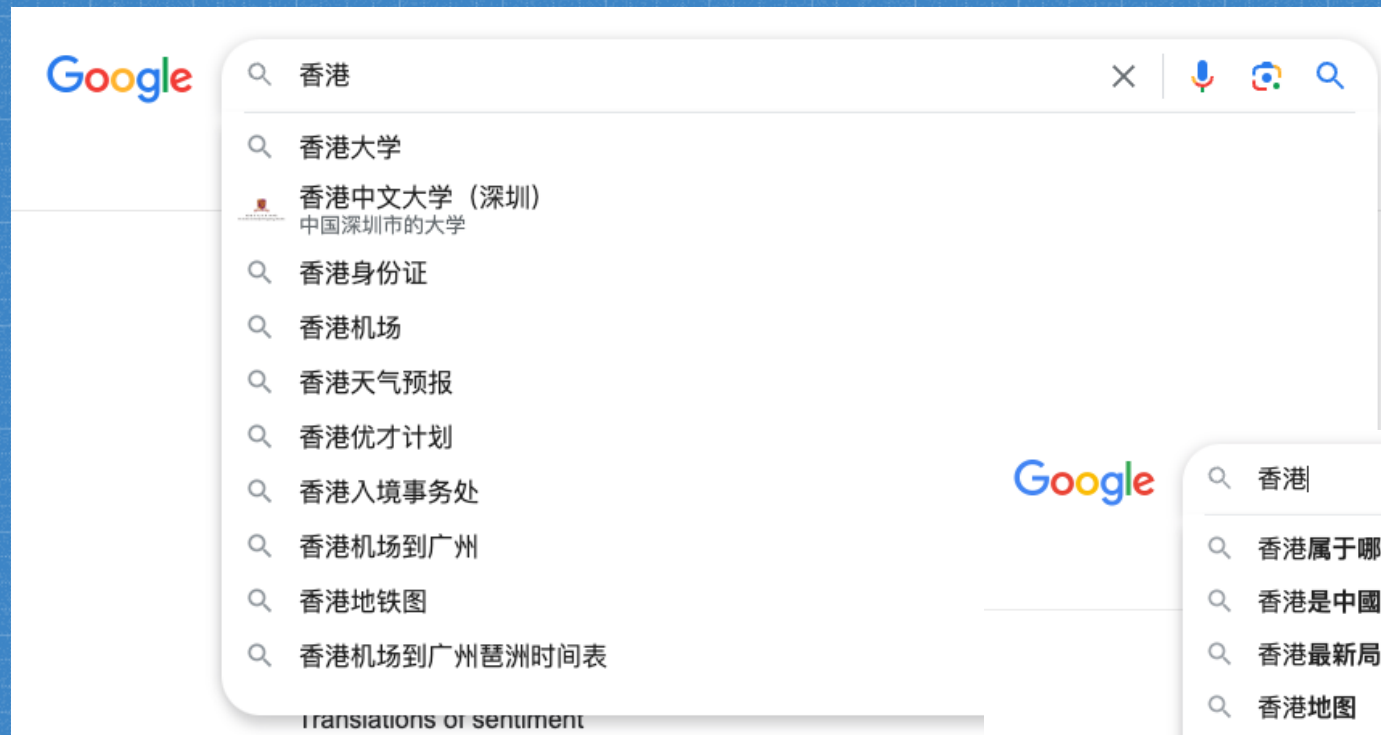 Google
香港
香港大学
香港中文大学（深圳）
中国深圳市的大学
香港身份证
香港机场
香港天气预报
香港优才计划
香港入境事务处
香港机场到广州
香港地铁图
香港机场到广州琶洲时间表
Translations of sentiment
Google
香港
香港属于哪
香港是中國
香港最新局
香港地图